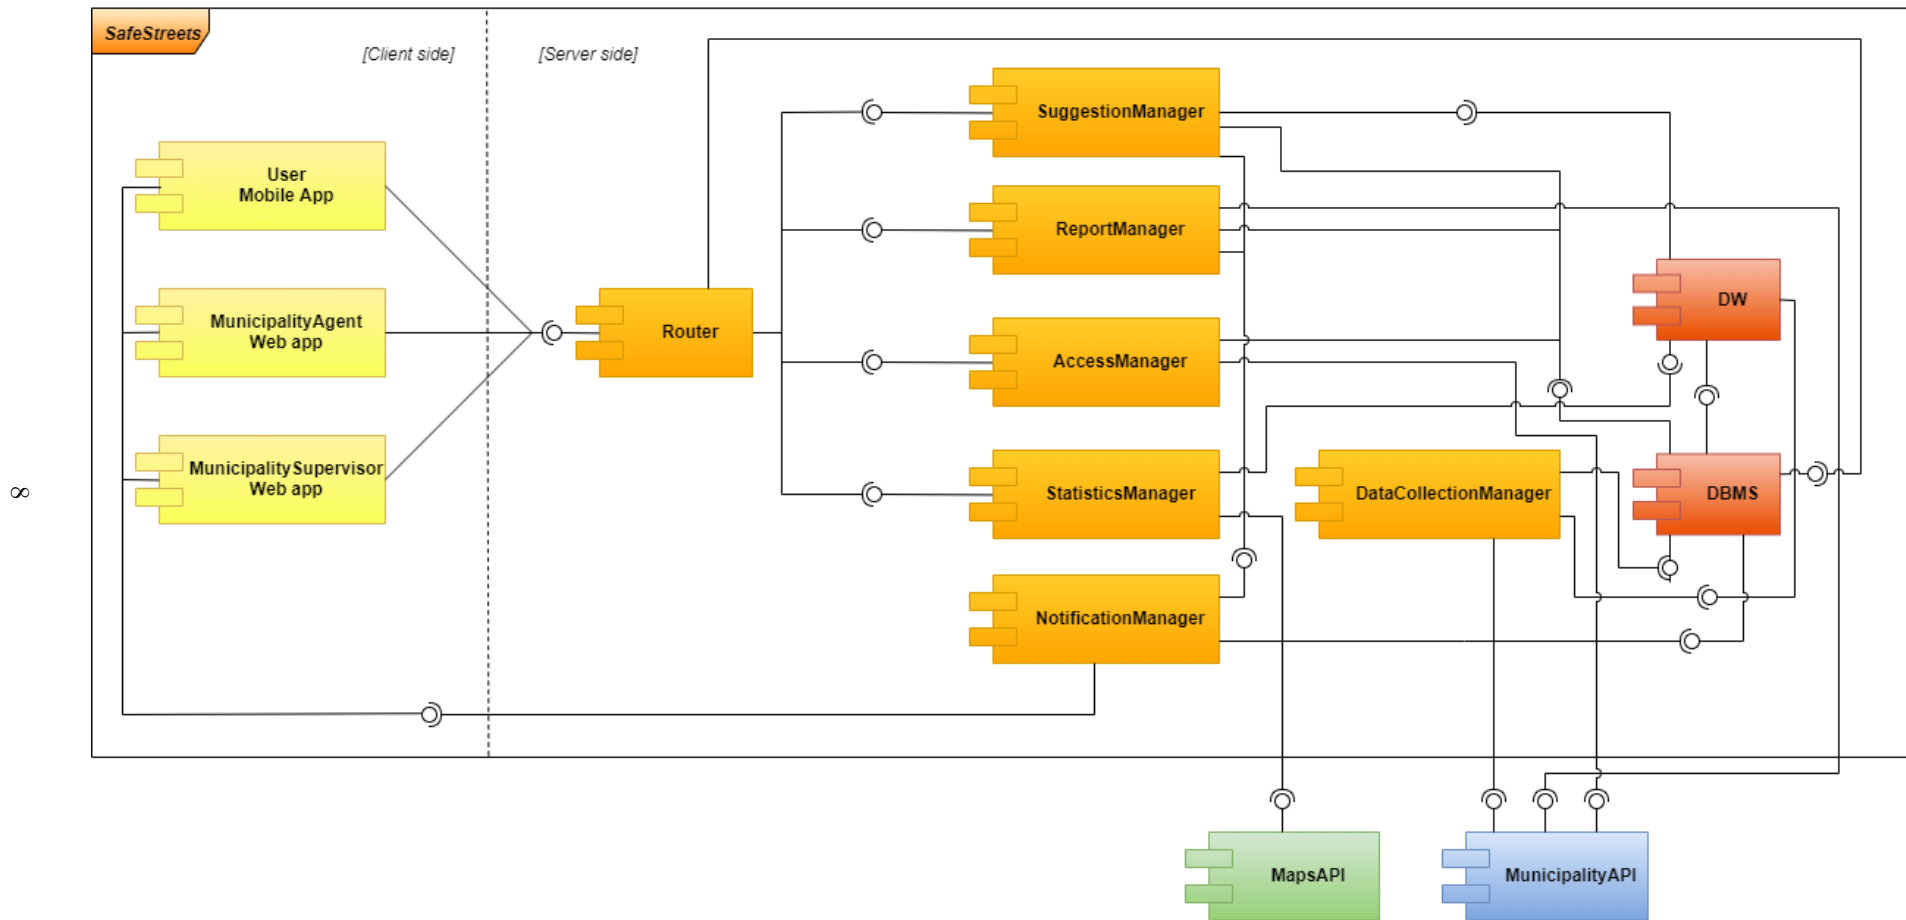 SafeStreets
[Client side]
[Server side]
SuggestionManager
User
Mobile App
ReportManager
DW
MunicipalityAgent
Web app
Router
AccessManager
MunicipalitySupervisor
Web app
StatisticsManager
DataCollectionManager
DBMS
8
NotificationManager
MapsAPI
MunicipalityAPI